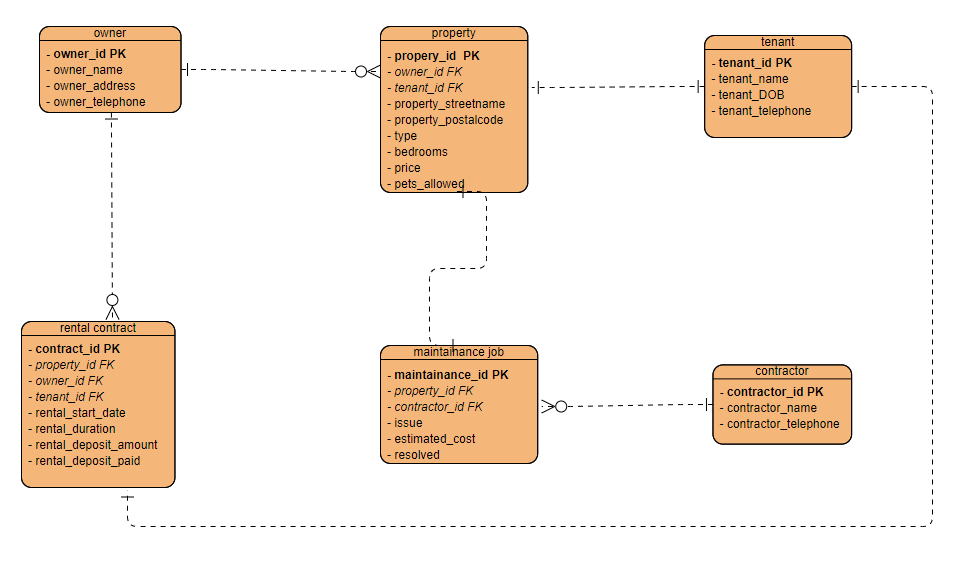 owner
- owner_id PK
- owner_name
- owner_address
- owner_telephone
property
- propery_id  PK
- owner_id FK
- tenant_id FK
- property_streetname
- property_postalcode
- type
- bedrooms
- price
- pets_allowed
tenant
- tenant_id PK
- tenant_name
- tenant_DOB
- tenant_telephone
rental contract
- contract_id PK
- property_id FK
- owner_id FK
- tenant_id FK
- rental_start_date
- rental_duration
- rental_deposit_amount
- rental_deposit_paid
maintainance job
- maintainance_id PK
- property_id FK
- contractor_id FK
- issue
- estimated_cost
- resolved
contractor
- contractor_id PK
- contractor_name
- contractor_telephone